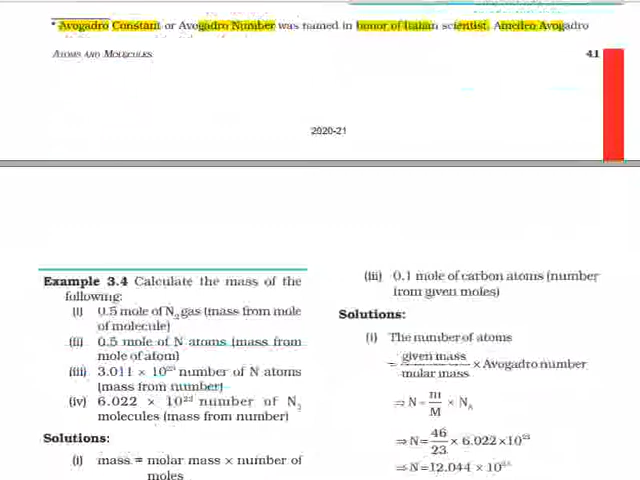 * Avogadro Constant or Avogadro Number was named in honor of Italian scientist, Amedeo Avogadro
ATOMS AND MOLECULES
41
2020-21
Example 3.4 Calculate the mass of the
following:
(i) 0.5 mole of N₂ gas (mass from mole
of molecule)
(ii) 0.5 mole of N atoms (mass from
mole of atom)
(iii) 3.011 × 10²³ number of N atoms
(mass from number)
(iv) 6.022 × 10²³ number of N₂
molecules (mass from number)
Solutions:
(i) mass = molar mass × number of
moles
(iii) 0.1 mole of carbon atoms (number
from given moles)
Solutions:
(i) The number of atoms
= given mass / molar mass × Avogadro number
⇒ N = m/M × N₀
⇒ N = 46/23 × 6.022 × 10²³
⇒ N = 12.044 × 10²³